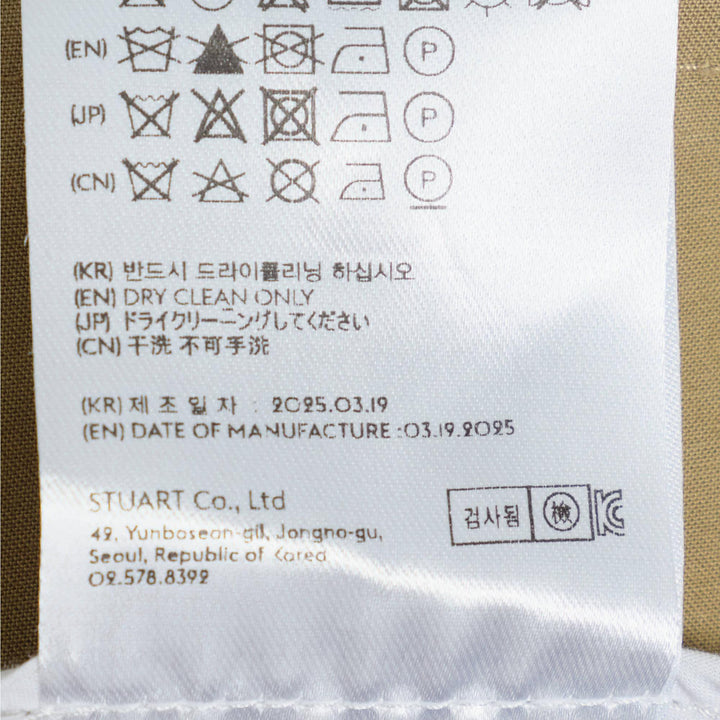 (EN) P
(JP) P
(CN) P
(KR) 반드시 드라이클리닝 하십시오
(EN) DRY CLEAN ONLY
(JP) ドライクリーニングしてください
(CN) 干洗 不可手洗
(KR) 제 조 일 자 : 2025.03.19
(EN) DATE OF MANUFACTURE :03.19.2025
STUART Co., Ltd
42, Yunboseon-gil, Jongno-gu,
Seoul, Republic of Korea
02.578.8392
검사됨 檢 KC